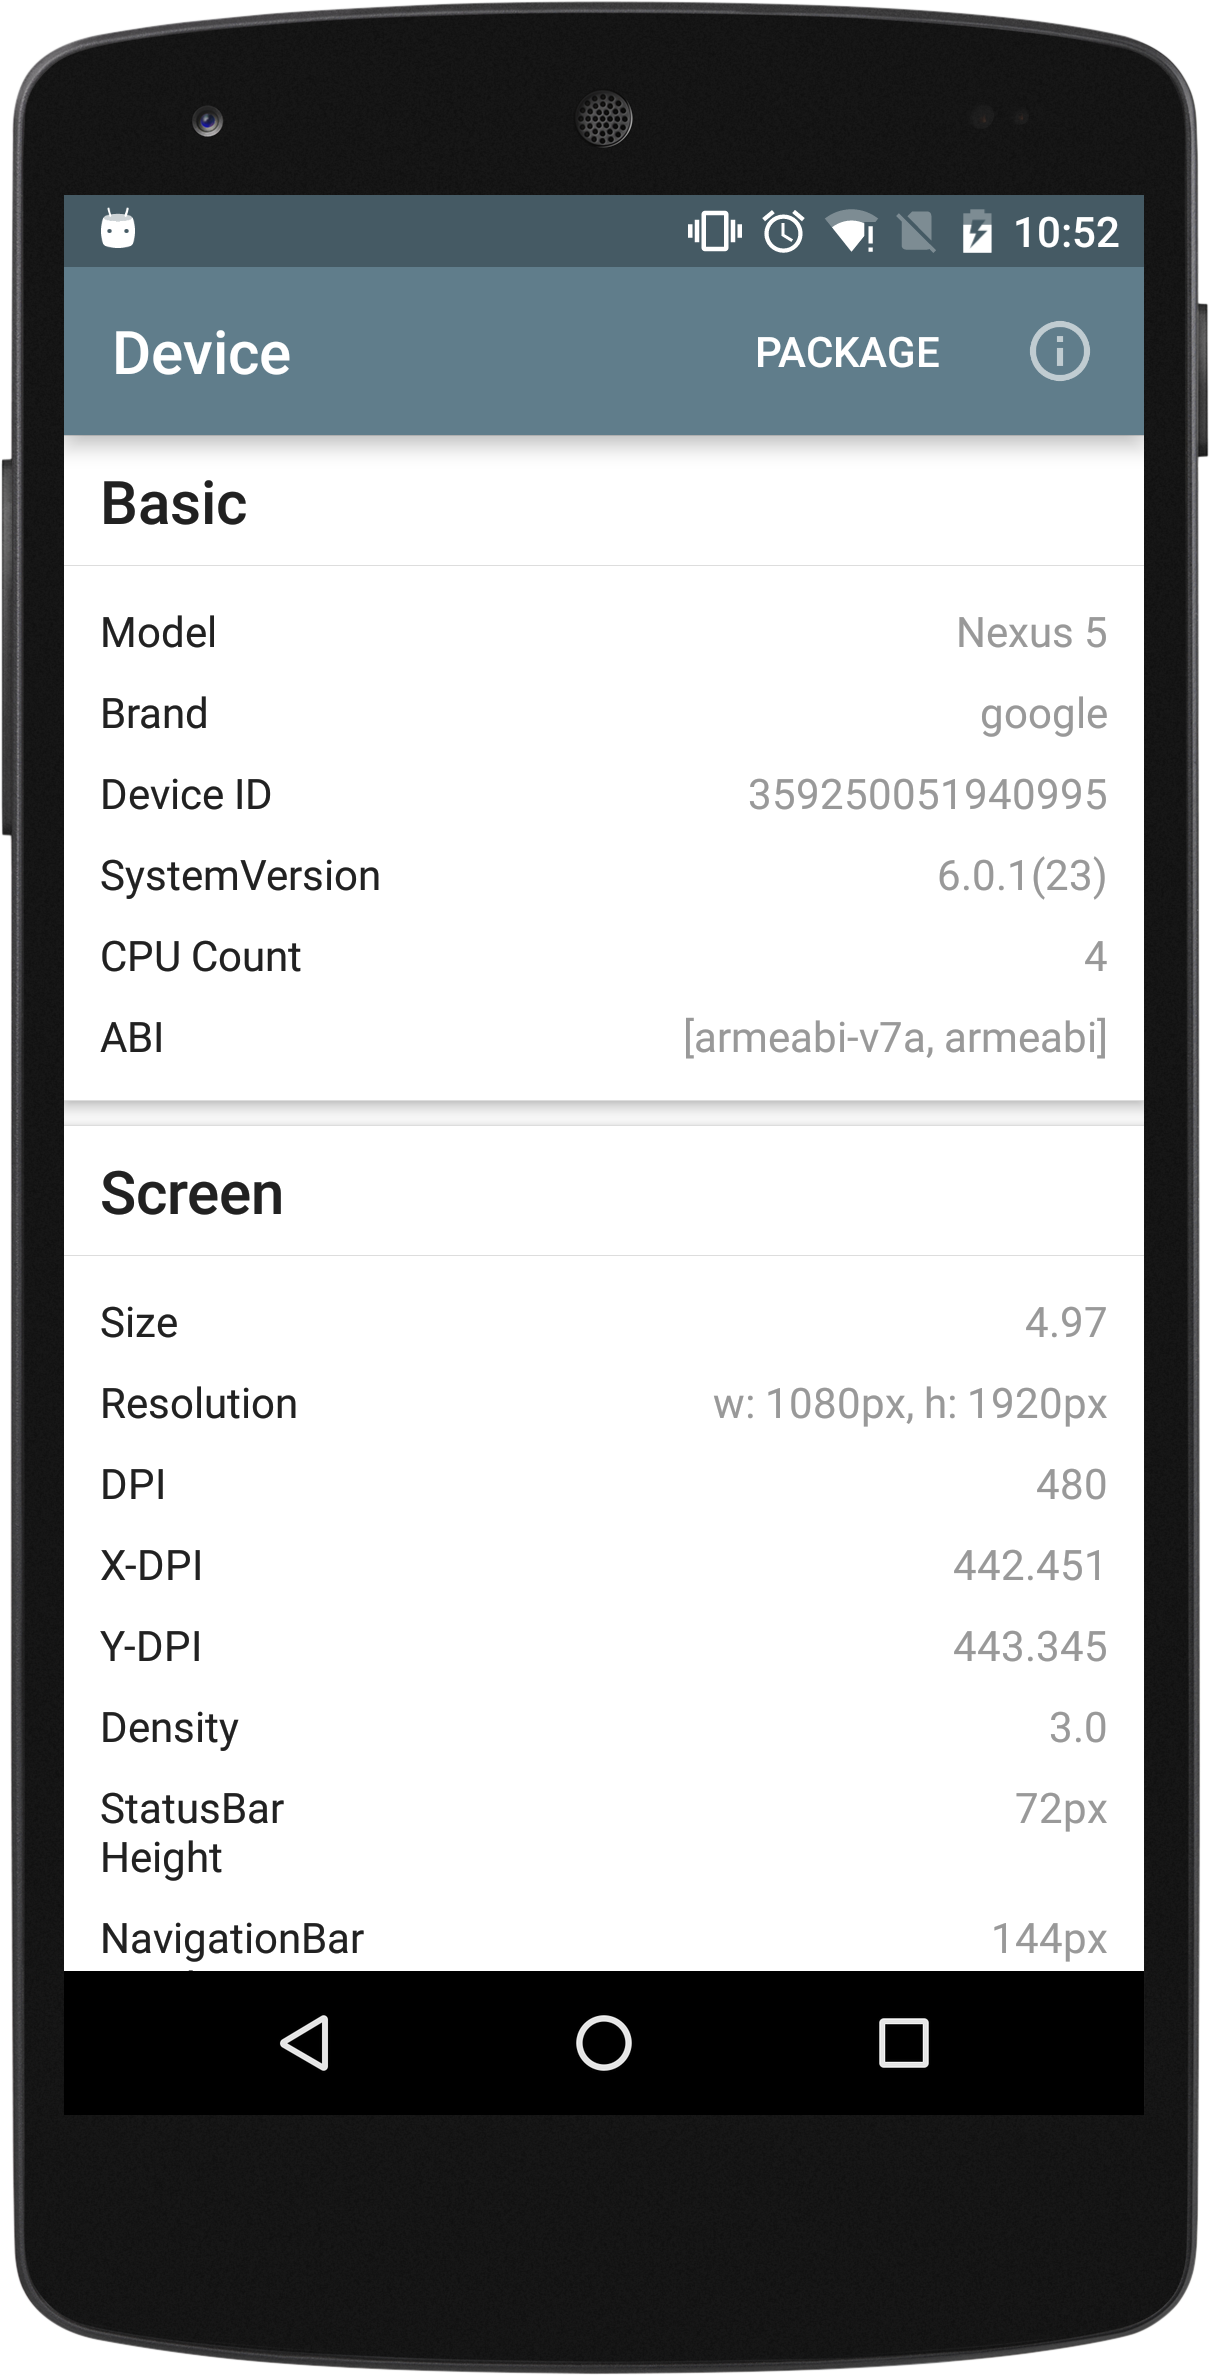 10:52
Device PACKAGE
Basic
Model Nexus 5
Brand google
Device ID 359250051940995
SystemVersion 6.0.1(23)
CPU Count 4
ABI [armeabi-v7a, armeabi]
Screen
Size 4.97
Resolution w: 1080px, h: 1920px
DPI 480
X-DPI 442.451
Y-DPI 443.345
Density 3.0
StatusBar 72px
Height
NavigationBar 144px